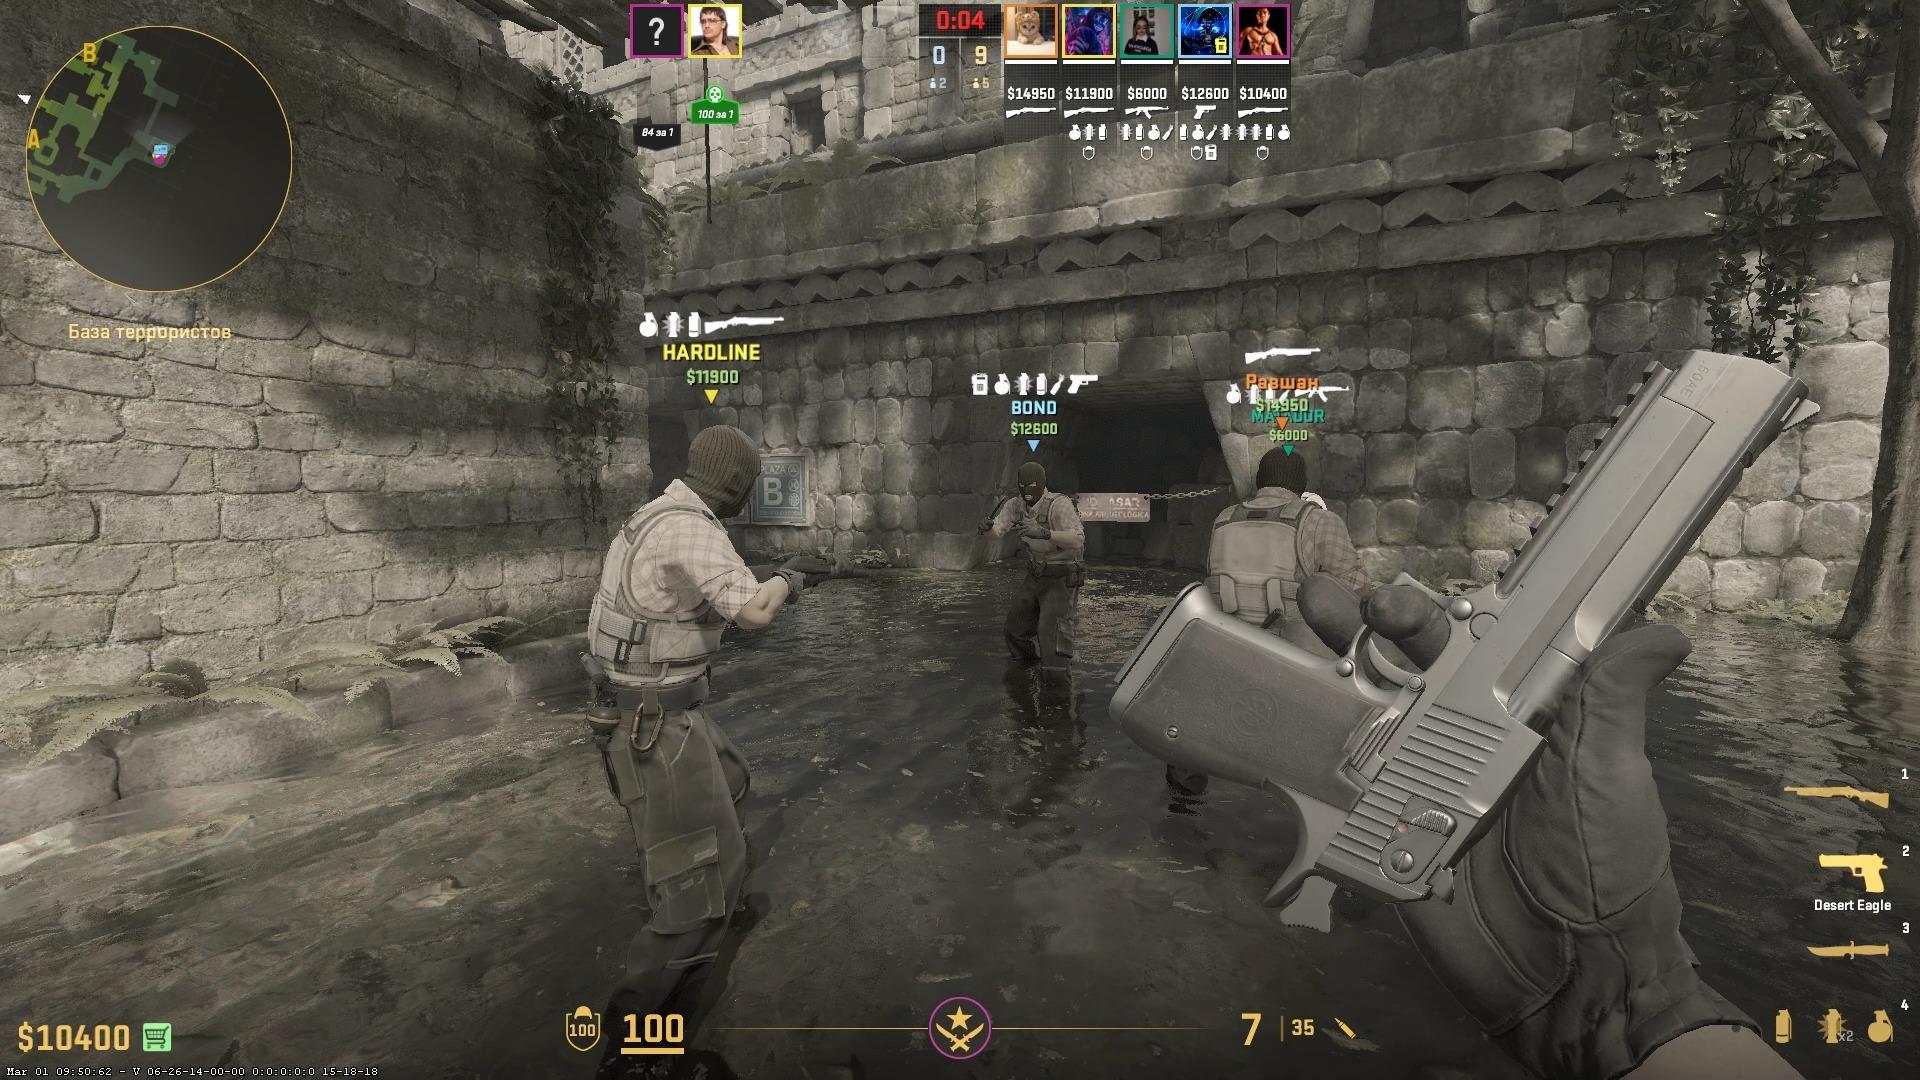 B
A
База террористов
?
84 за 1
100 за 1
0:04
0 9
2 5
$14950 $11900 $6000 $12600 $10400
HARDLINE
$11900
BOND
$12600
Равшан
$14950
$6000
PLAZA
B
50AE
1
2
Desert Eagle
3
4
x2
$10400
100
100
7 | 35
Mar 01 09:50:62 - V 06-26-14-00-00 0:0:0:0:0 15-18-18